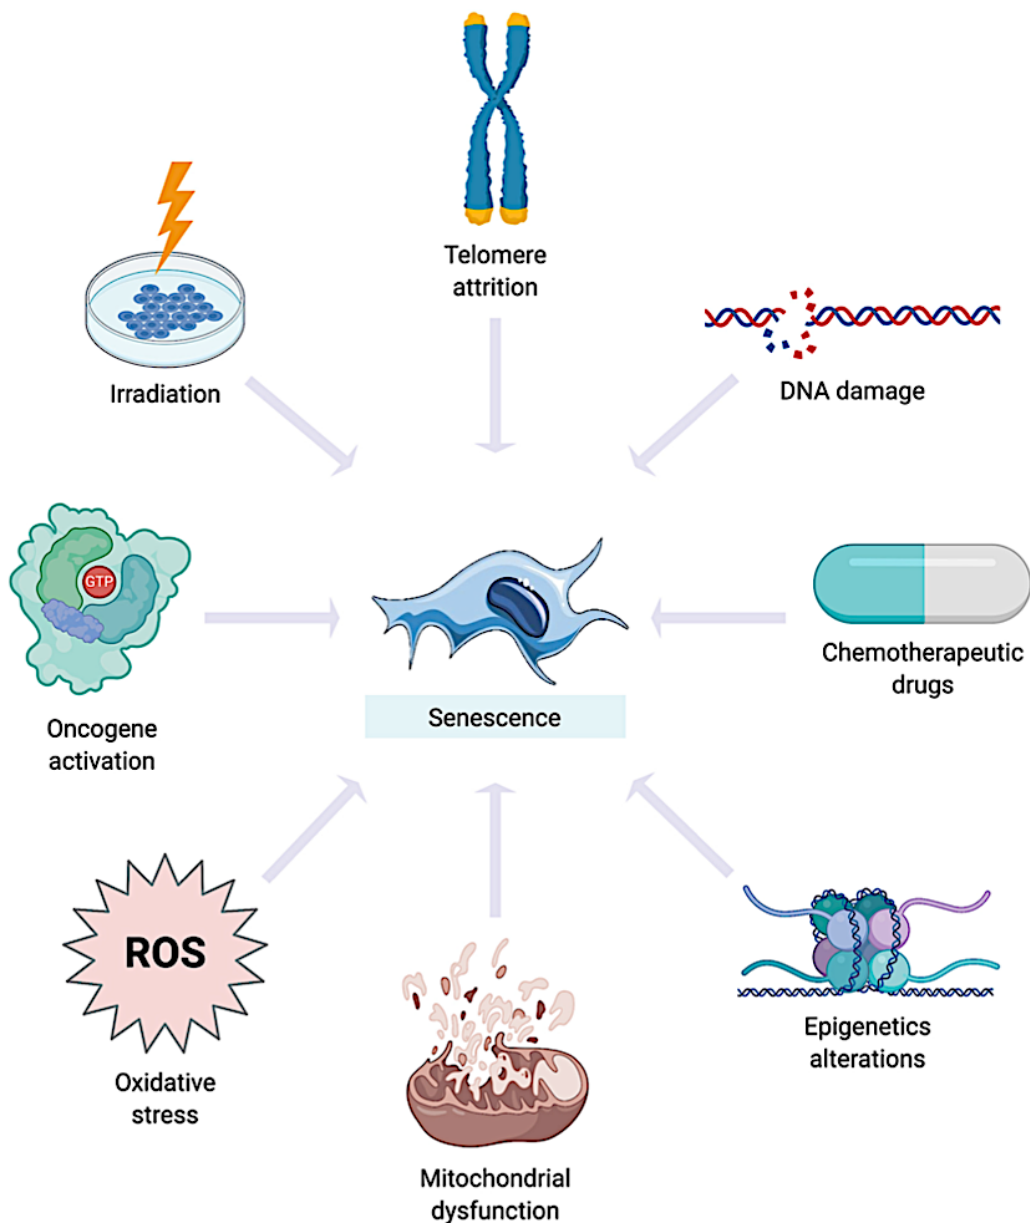 Telomere
attrition
Irradiation
DNA damage
GTP
Oncogene
activation
Senescence
Chemotherapeutic
drugs
ROS
Oxidative
stress
Mitochondrial
dysfunction
Epigenetics
alterations